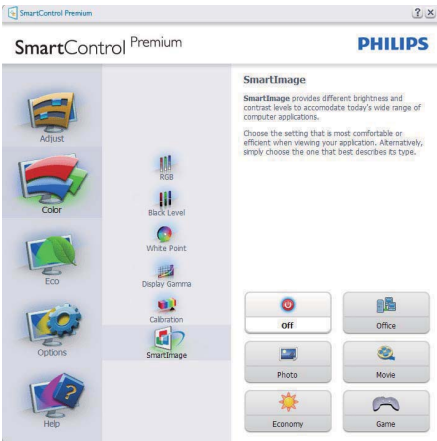 SmartControl Premium
? x
SmartControl Premium
PHILIPS
Adjust
Color
Eco
Options
Help
RGB
Black Level
White Point
Display Gamma
Calibration
SmartImage
SmartImage
SmartImage provides different brightness and
contrast levels to accomodate today's wide range of
computer applications.
Choose the setting that is most comfortable or
efficient when viewing your application. Alternatively,
simply choose the one that best describes its type.
Off
Office
Photo
Movie
Economy
Game